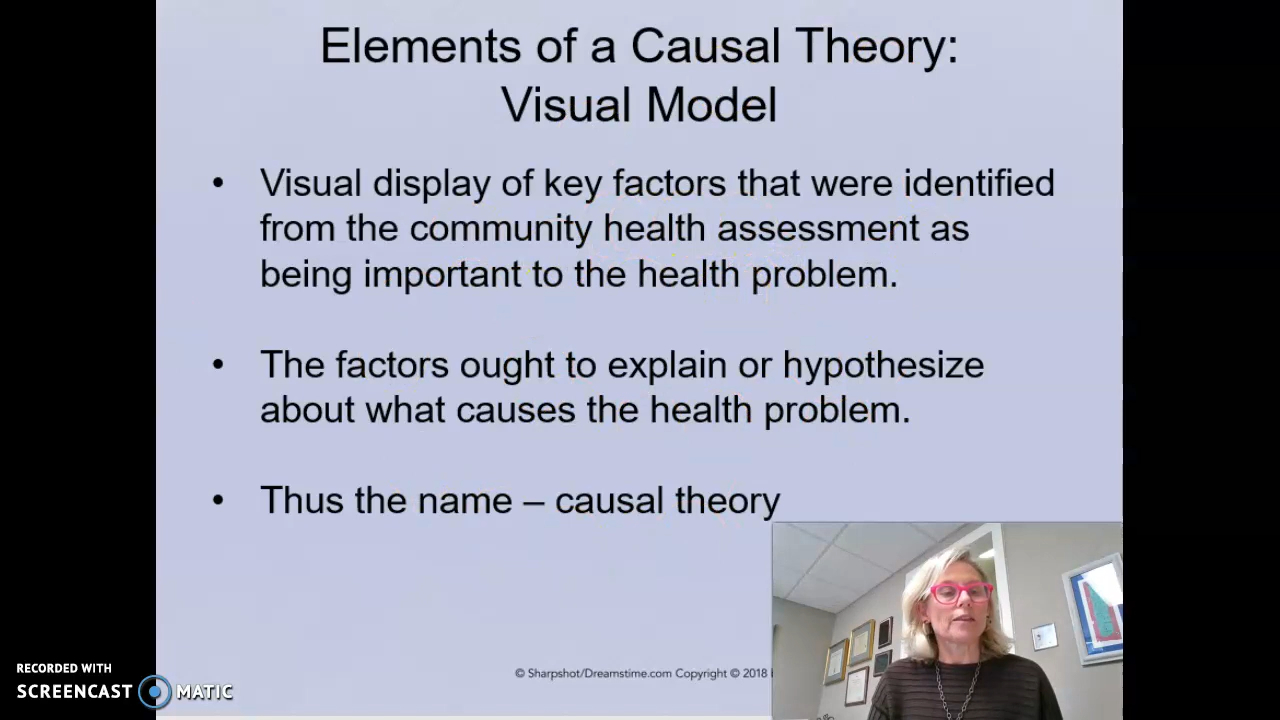 Elements of a Causal Theory:
Visual Model
• Visual display of key factors that were identified
from the community health assessment as
being important to the health problem.
• The factors ought to explain or hypothesize
about what causes the health problem.
• Thus the name – causal theory
© Sharpshot/Dreamstime.com Copyright © 2018
RECORDED WITH
SCREENCAST MATIC